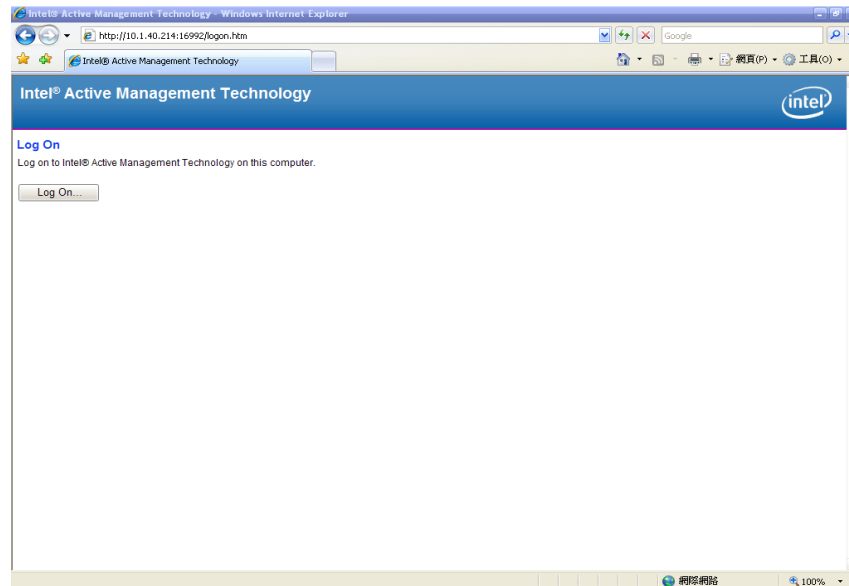 Intel® Active Management Technology - Windows Internet Explorer
http://10.1.40.214:16992/logon.htm
Google
Intel® Active Management Technology
網頁(P)
工具(O)
Intel® Active Management Technology
intel
Log On
Log on to Intel® Active Management Technology on this computer.
Log On...
網際網路
100%